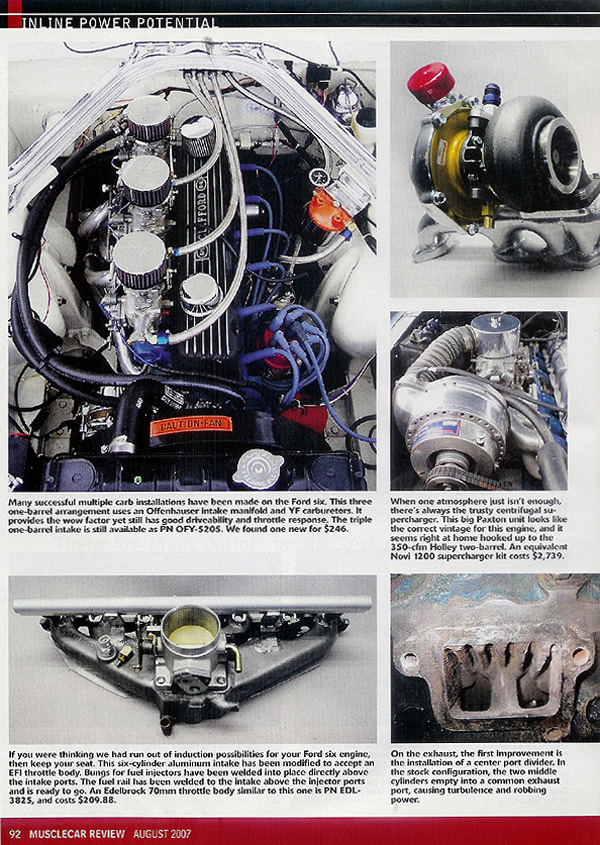 INLINE POWER POTENTIAL
CLIFFORD
CAUTION-FAN
Many successful multiple carb installations have been made on the Ford six. This three
one-barrel arrangement uses an Offenhauser intake manifold and YF carburetors. It
provides the wow factor yet still has good driveability and throttle response. The triple
one-barrel intake is still available as PN OFY-5205. We found one new for $246.
When one atmosphere just isn't enough,
there's always the trusty centrifugal su-
percharger. This big Paxton unit looks like
the correct vintage for this engine, and it
seems right at home hooked up to the
350-cfm Holley two-barrel. An equivalent
Novi 1200 supercharger kit costs $2,739.
If you were thinking we had run out of induction possibilities for your Ford six engine,
then keep your seat. This six-cylinder aluminum intake has been modified to accept an
EFI throttle body. Bungs for fuel injectors have been welded into place directly above
the intake ports. The fuel rail has been welded to the intake above the injector ports
and is ready to go. An Edelbrock 70mm throttle body similar to this one is PN EDL-
3825, and costs $209.88.
On the exhaust, the first improvement is
the installation of a center port divider. In
the stock configuration, the two middle
cylinders empty into a common exhaust
port, causing turbulence and robbing
power.
92 MUSCLECAR REVIEW AUGUST 2007